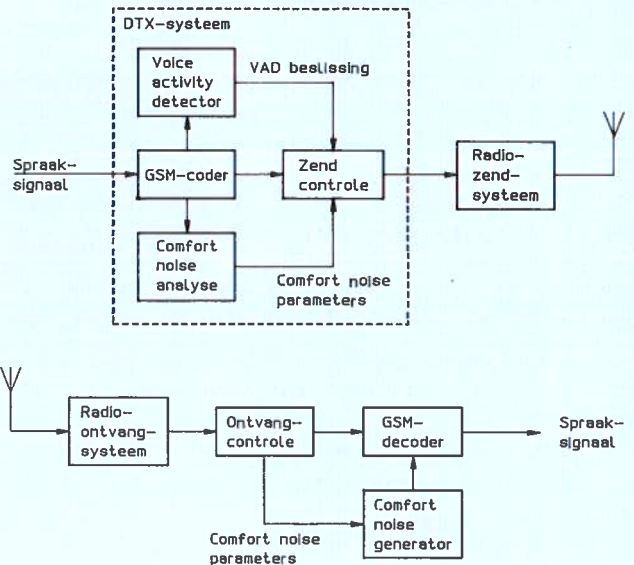 DTX-systeem
Voice
activity
detector
VAD beslissing
Spraak-
signaal
GSM-coder
Zend
controle
Radio-
zend-
systeem
Comfort
noise
analyse
Comfort noise
parameters
Radio-
ontvang-
systeem
Ontvang-
controle
GSM-
decoder
Spraak-
signaal
Comfort noise
parameters
Comfort
noise
generator